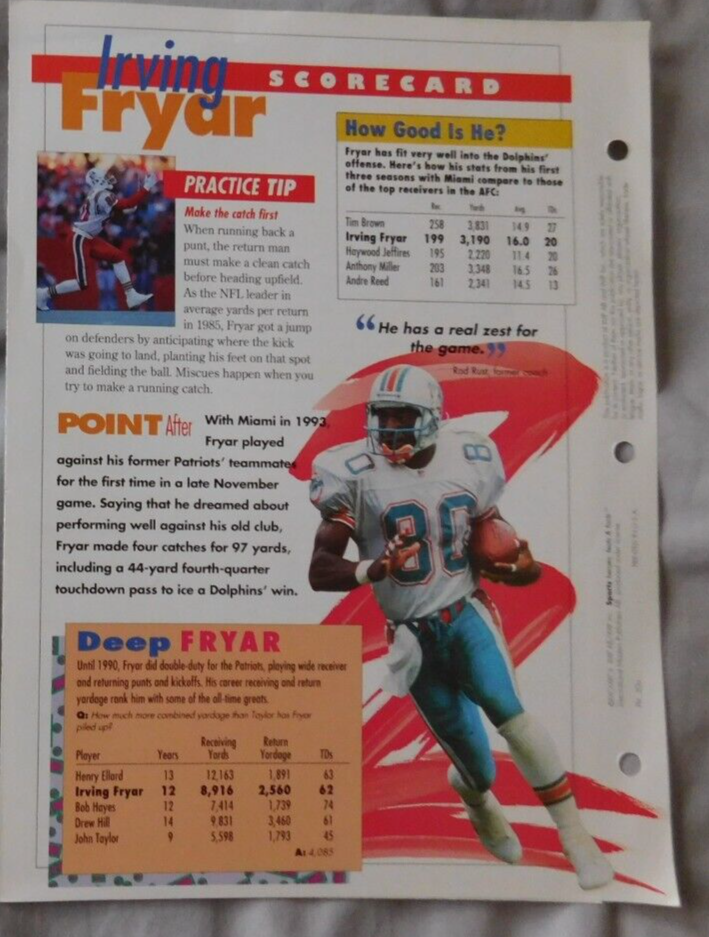 Irving
Fryar
SCORECARD
PRACTICE TIP
Make the catch first
When running back a
punt, the return man
must make a clean catch
before heading upfield.
As the NFL leader in
average yards per return
in 1985, Fryar got a jump
on defenders by anticipating where the kick
was going to land, planting his feet on that spot
and fielding the ball. Miscues happen when you
try to make a running catch.
How Good Is He?
Fryar has fit very well into the Dolphins'
offense. Here's how his stats from his first
three seasons with Miami compare to those
of the top receivers in the AFC:
Rec. Yards Avg. TDs
Tim Brown 258 3,831 14.9 27
Irving Fryar 199 3,190 16.0 20
Haywood Jeffires 195 2,220 11.4 20
Anthony Miller 203 3,348 16.5 26
Andre Reed 161 2,341 14.5 13
“He has a real zest for
the game.”
Rod Rust, former coach
POINT After With Miami in 1993,
Fryar played
against his former Patriots' teammates
for the first time in a late November
game. Saying that he dreamed about
performing well against his old club,
Fryar made four catches for 97 yards,
including a 44-yard fourth-quarter
touchdown pass to ice a Dolphins' win.
80
80
Deep FRYAR
Until 1990, Fryar did double-duty for the Patriots, playing wide receiver
and returning punts and kickoffs. His career receiving and return
yardage rank him with some of the all-time greats.
Q: How much more combined yardage than Taylor has Fryar
piled up?
Player Years Receiving Yards Return Yardage TDs
Henry Ellard 13 12,163 1,891 63
Irving Fryar 12 8,916 2,560 62
Bob Hayes 12 7,414 1,739 74
Drew Hill 14 9,831 3,460 61
John Taylor 9 5,598 1,793 45
A: 4,085